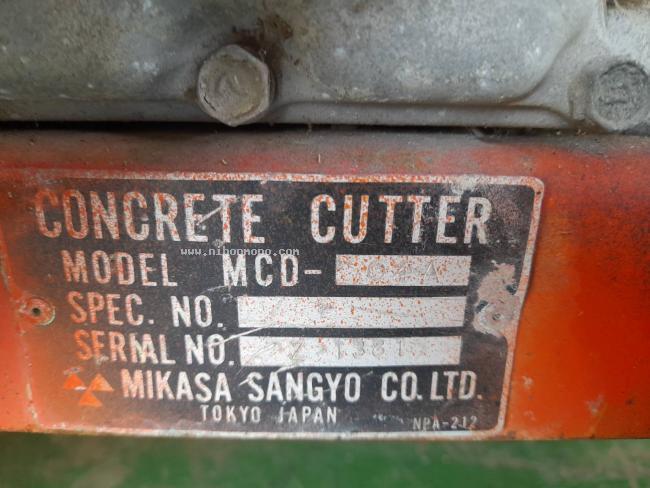 CONCRETE CUTTER
www.nihonmono.com
MODEL MCD-
SPEC. NO.
SERIAL NO.
MIKASA SANGYO CO. LTD.
TOKYO JAPAN
NPA-212